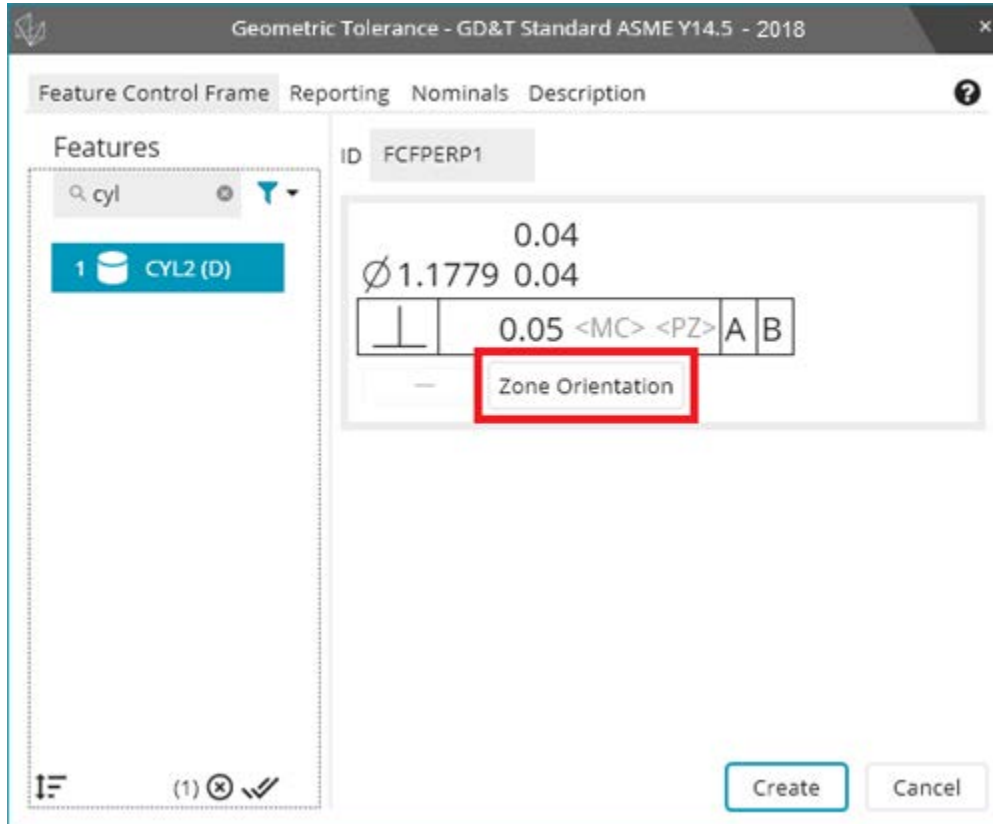 Geometric Tolerance - GD&T Standard ASME Y14.5 - 2018
Feature Control Frame Reporting Nominals Description
Features
cyl
1 CYL2 (D)
(1)
ID FCFPERP1
0.04
Ø 1.1779 0.04
⊥ 0.05 <MC> <PZ> A B
Zone Orientation
Create Cancel